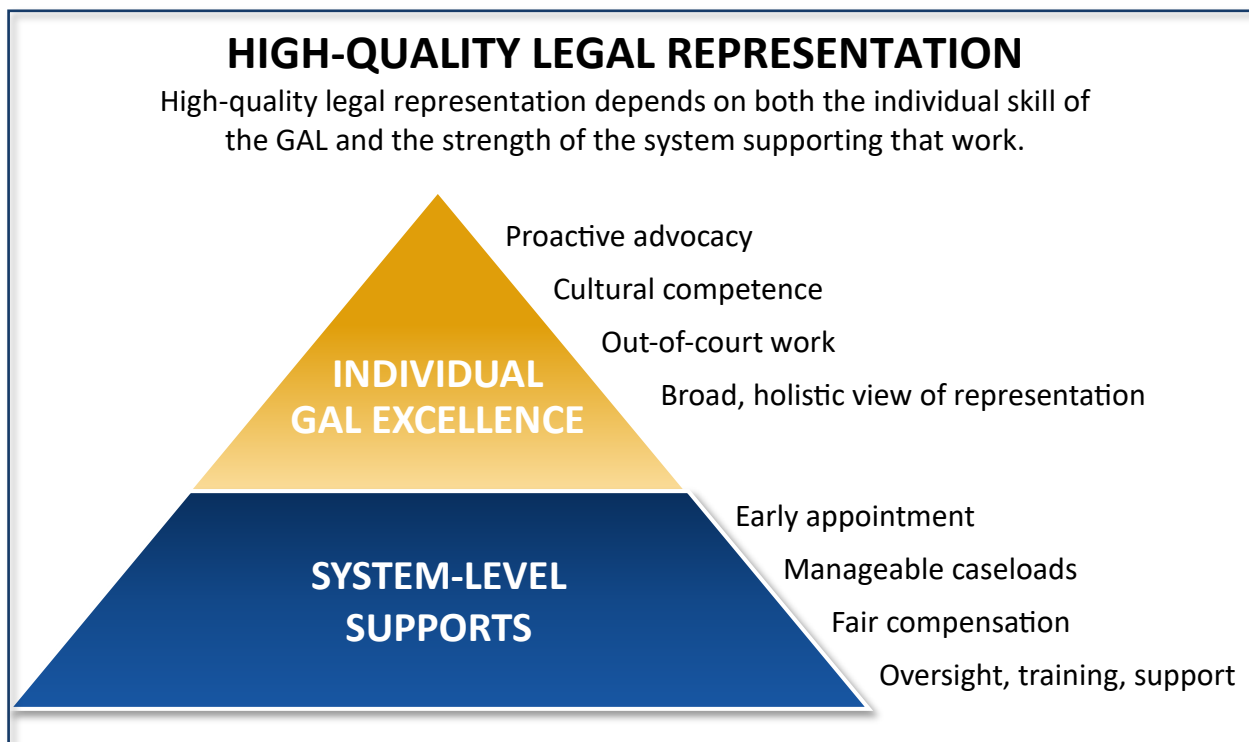 HIGH-QUALITY LEGAL REPRESENTATION
High-quality legal representation depends on both the individual skill of
the GAL and the strength of the system supporting that work.
Proactive advocacy
Cultural competence
Out-of-court work
Broad, holistic view of representation
INDIVIDUAL
GAL EXCELLENCE
Early appointment
Manageable caseloads
Fair compensation
Oversight, training, support
SYSTEM-LEVEL
SUPPORTS